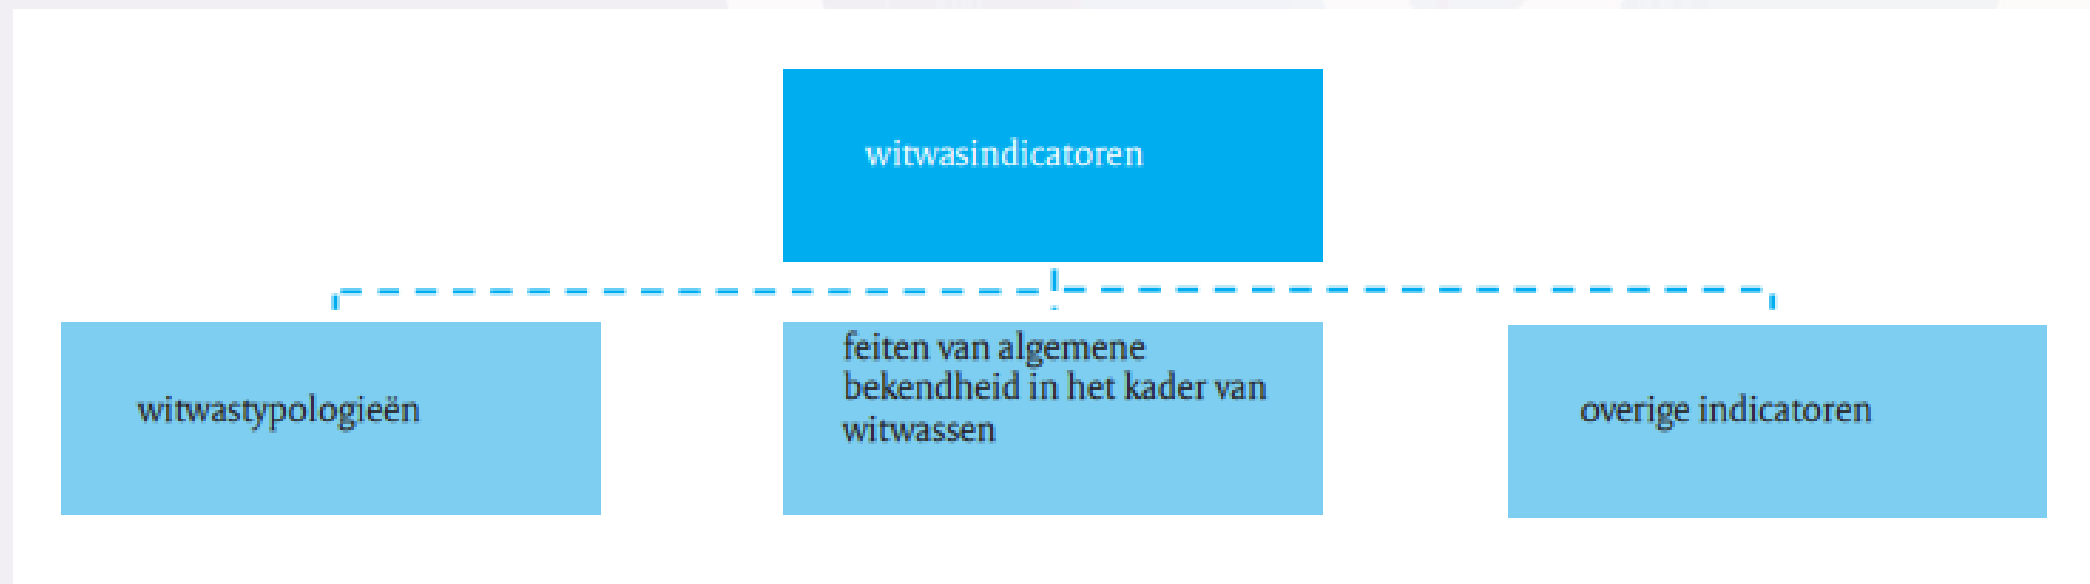 witwasindicatoren
witwastypologieën
feiten van algemene
bekendheid in het kader van
witwassen
overige indicatoren